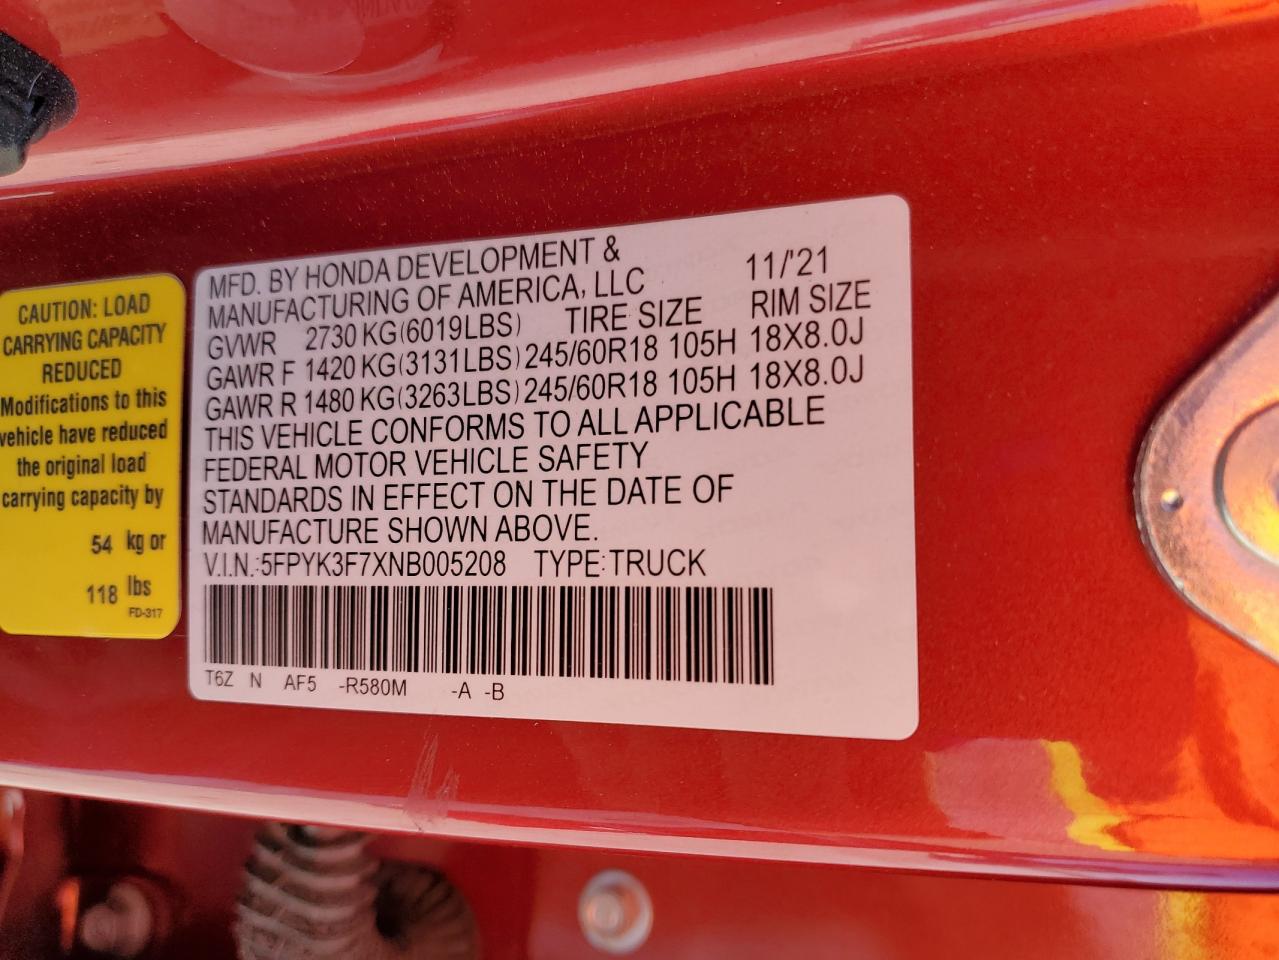 CAUTION: LOAD
CARRYING CAPACITY
REDUCED
Modifications to this
vehicle have reduced
the original load
carrying capacity by
54 kg or
118 lbs
FD-317
MFD. BY HONDA DEVELOPMENT &
MANUFACTURING OF AMERICA, LLC 11/'21
GVWR 2730 KG(6019LBS) TIRE SIZE RIM SIZE
GAWR F 1420 KG(3131LBS) 245/60R18 105H 18X8.0J
GAWR R 1480 KG(3263LBS) 245/60R18 105H 18X8.0J
THIS VEHICLE CONFORMS TO ALL APPLICABLE
FEDERAL MOTOR VEHICLE SAFETY
STANDARDS IN EFFECT ON THE DATE OF
MANUFACTURE SHOWN ABOVE.
V.I.N.:5FPYK3F7XNB005208 TYPE:TRUCK
T6Z N AF5 -R580M -A -B